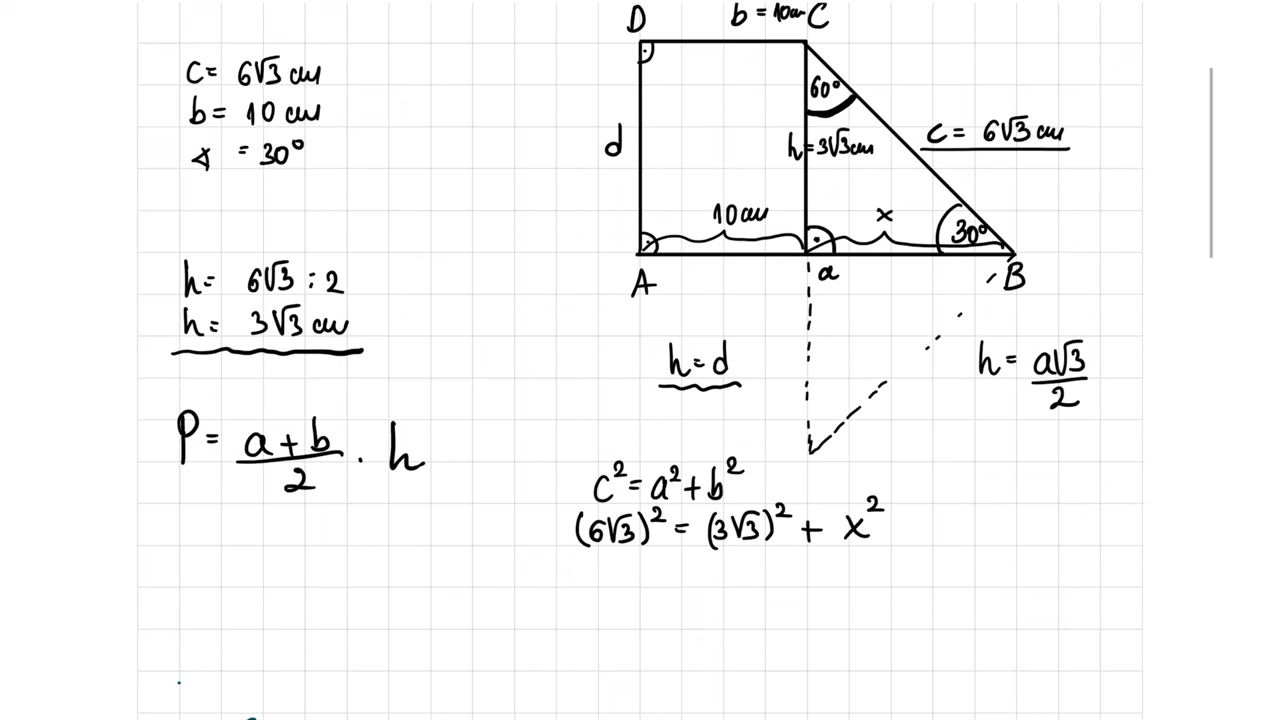 c = 6√3 cm
b = 10 cm
∢ = 30°
h = 6√3 : 2
h = 3√3 cm
P = a + b / 2 · h
D b = 10cm C
60°
d h = 3√3cm c = 6√3 cm
10cm x 30°
A a B
h = d h = a√3 / 2
c² = a² + b²
(6√3)² = (3√3)² + x²